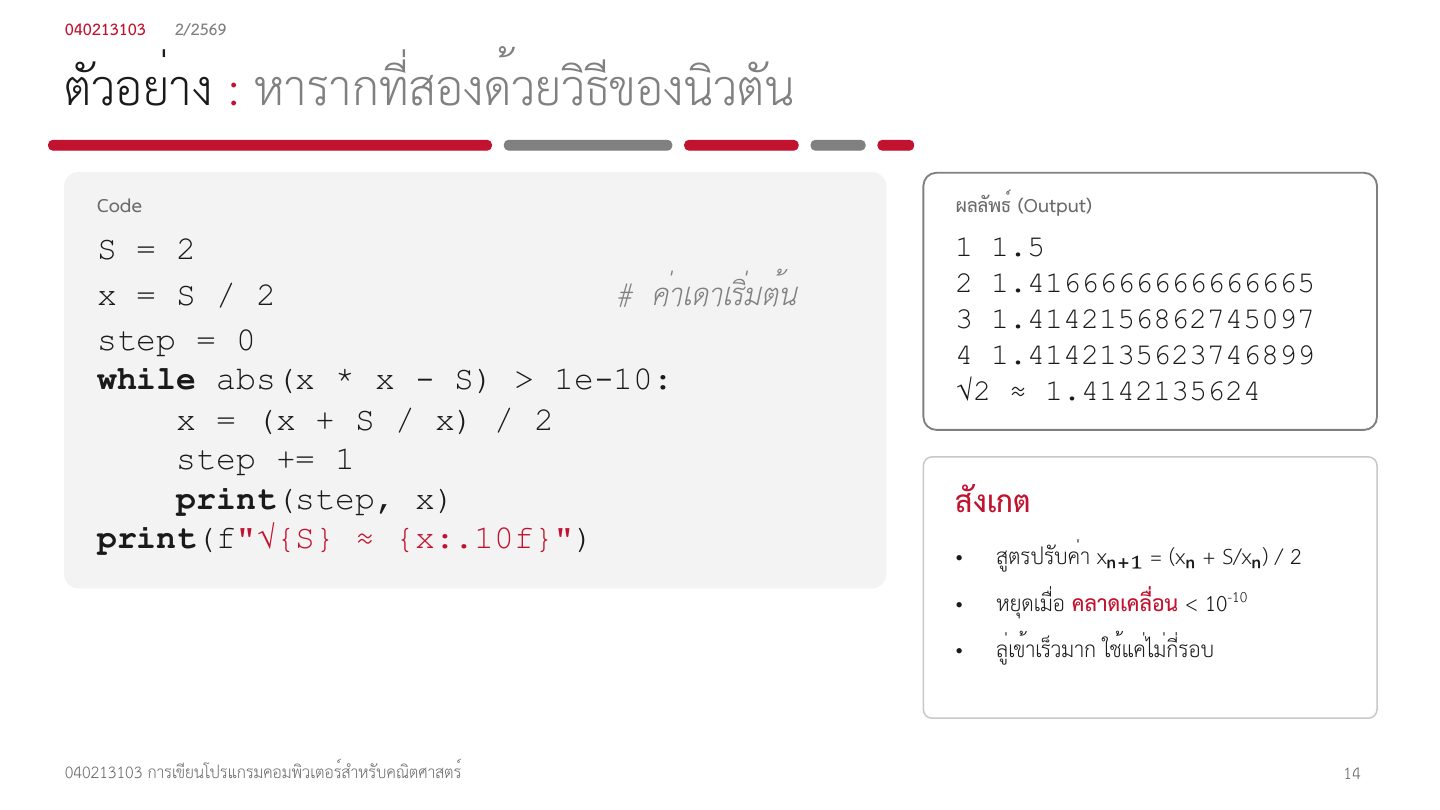 040213103 2/2569
ตัวอย่าง : หารากที่สองด้วยวิธีของนิวตัน
Code
S = 2
x = S / 2 # ค่าเดาเริ่มต้น
step = 0
while abs(x * x - S) > 1e-10:
    x = (x + S / x) / 2
    step += 1
    print(step, x)
print(f"√{S} ≈ {x:.10f}")
ผลลัพธ์ (Output)
1 1.5
2 1.4166666666666665
3 1.4142156862745097
4 1.4142135623746899
√2 ≈ 1.4142135624
สังเกต
• สูตรปรับค่า xₙ₊₁ = (xₙ + S/xₙ) / 2
• หยุดเมื่อ คลาดเคลื่อน < 10⁻¹⁰
• ลู่เข้าเร็วมาก ใช้แค่ไม่กี่รอบ
040213103 การเขียนโปรแกรมคอมพิวเตอร์สำหรับคณิตศาสตร์
14